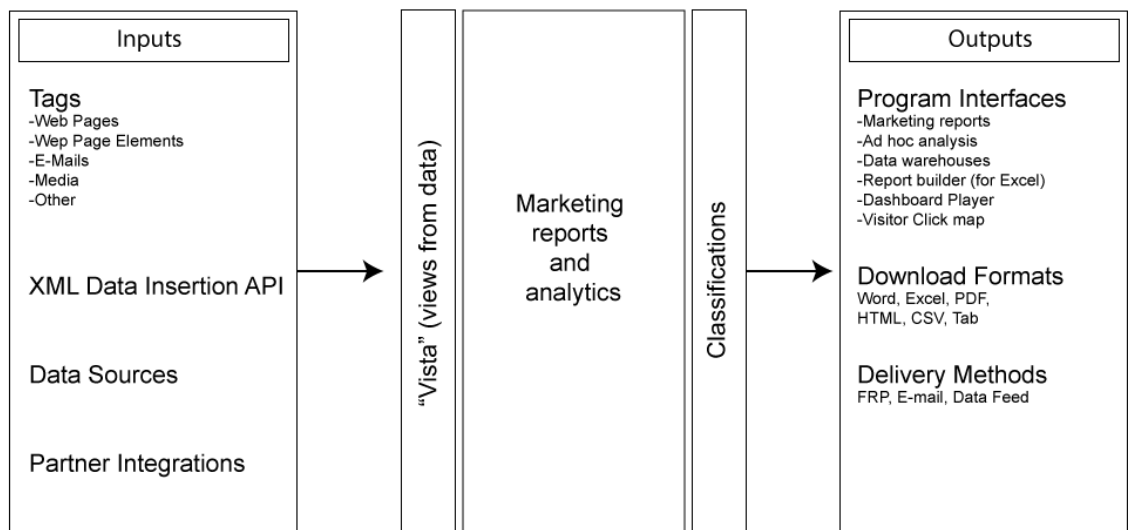 Inputs
Tags
-Web Pages
-Wep Page Elements
-E-Mails
-Media
-Other
XML Data Insertion API
Data Sources
Partner Integrations
“Vista” (views from data)
Marketing
reports
and
analytics
Classifications
Outputs
Program Interfaces
-Marketing reports
-Ad hoc analysis
-Data warehouses
-Report builder (for Excel)
-Dashboard Player
-Visitor Click map
Download Formats
Word, Excel, PDF,
HTML, CSV, Tab
Delivery Methods
FRP, E-mail, Data Feed